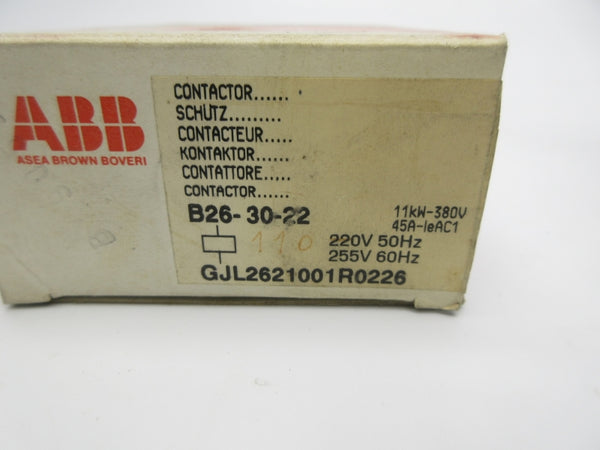 ABB
ASEA BROWN BOVERI
CONTACTOR......
SCHÜTZ.........
CONTACTEUR.....
KONTAKTOR......
CONTATTORE.....
CONTACTOR......
B26-30-22
11kW-380V
45A-IeAC1
110
220V 50Hz
255V 60Hz
GJL2621001R0226